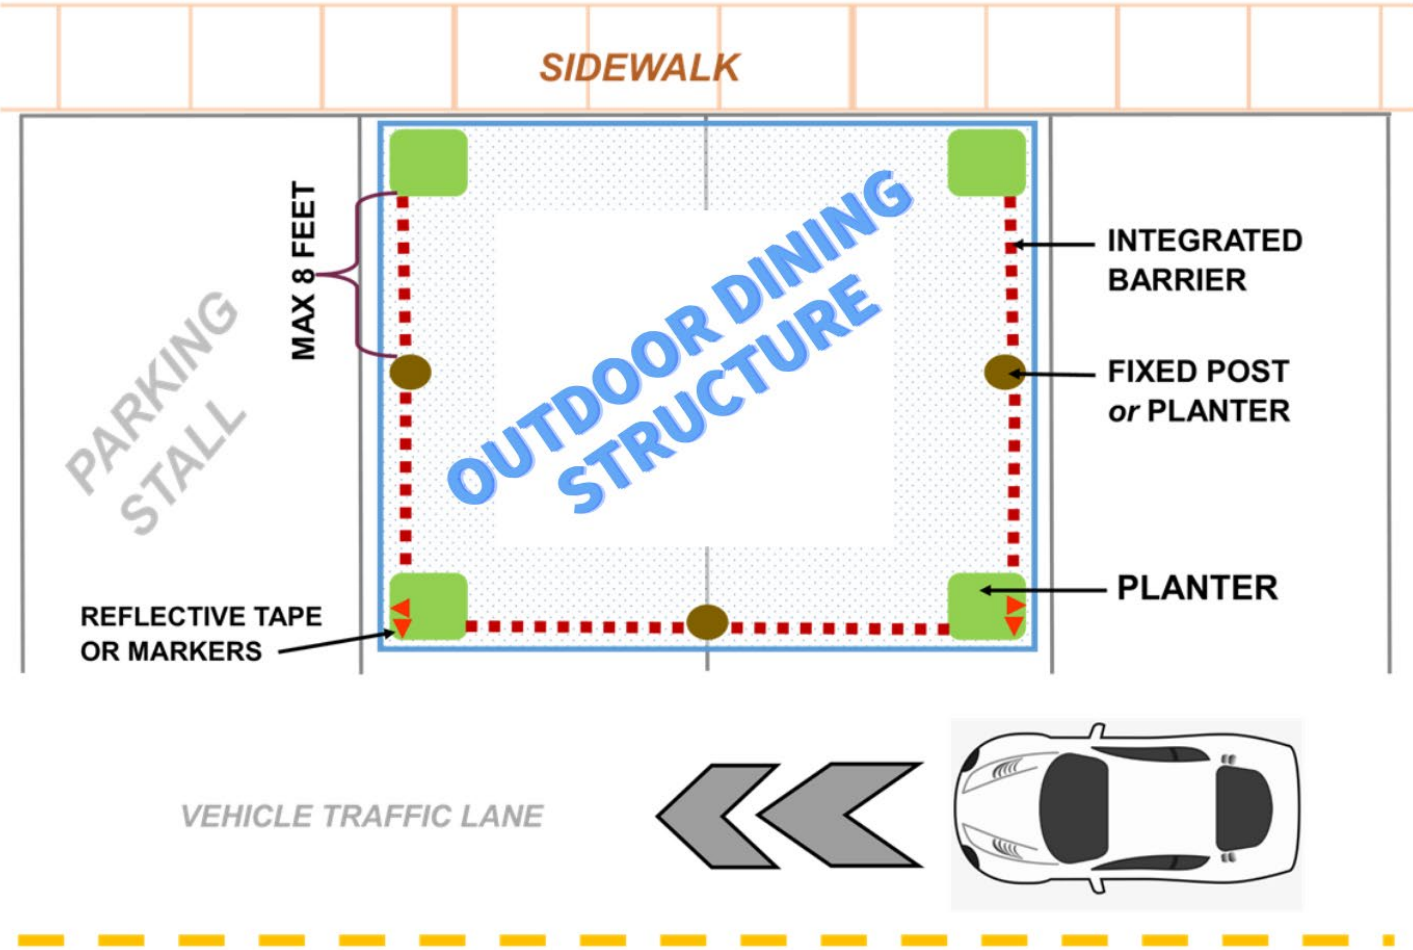 SIDEWALK
MAX 8 FEET
OUTDOOR DINING
STRUCTURE
INTEGRATED
BARRIER
FIXED POST
or PLANTER
PARKING
STALL
PLANTER
REFLECTIVE TAPE
OR MARKERS
VEHICLE TRAFFIC LANE